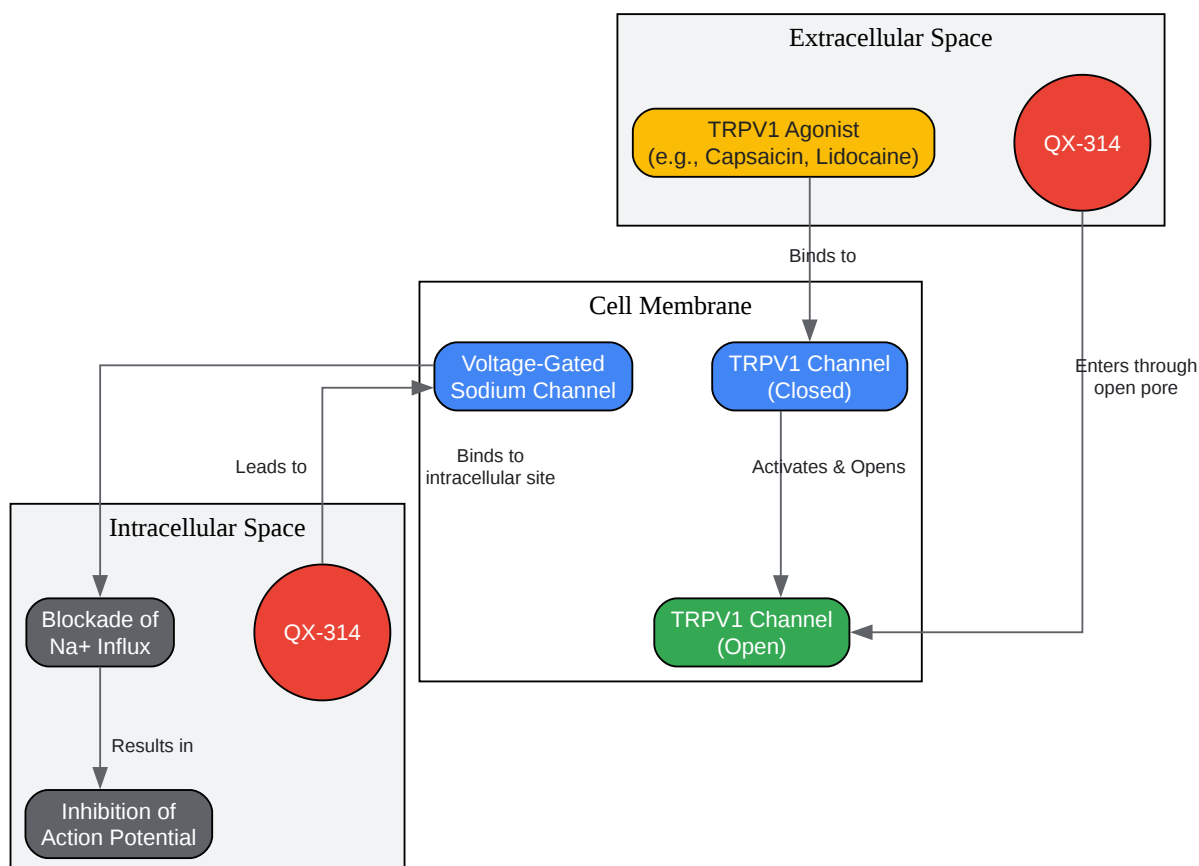 Extracellular Space
TRPV1 Agonist
(e.g., Capsaicin, Lidocaine)
QX-314
Binds to
Cell Membrane
Voltage-Gated
Sodium Channel
TRPV1 Channel
(Closed)
Enters through
open pore
Leads to
Binds to
intracellular site
Activates & Opens
Intracellular Space
Blockade of
Na+ Influx
QX-314
TRPV1 Channel
(Open)
Results in
Inhibition of
Action Potential